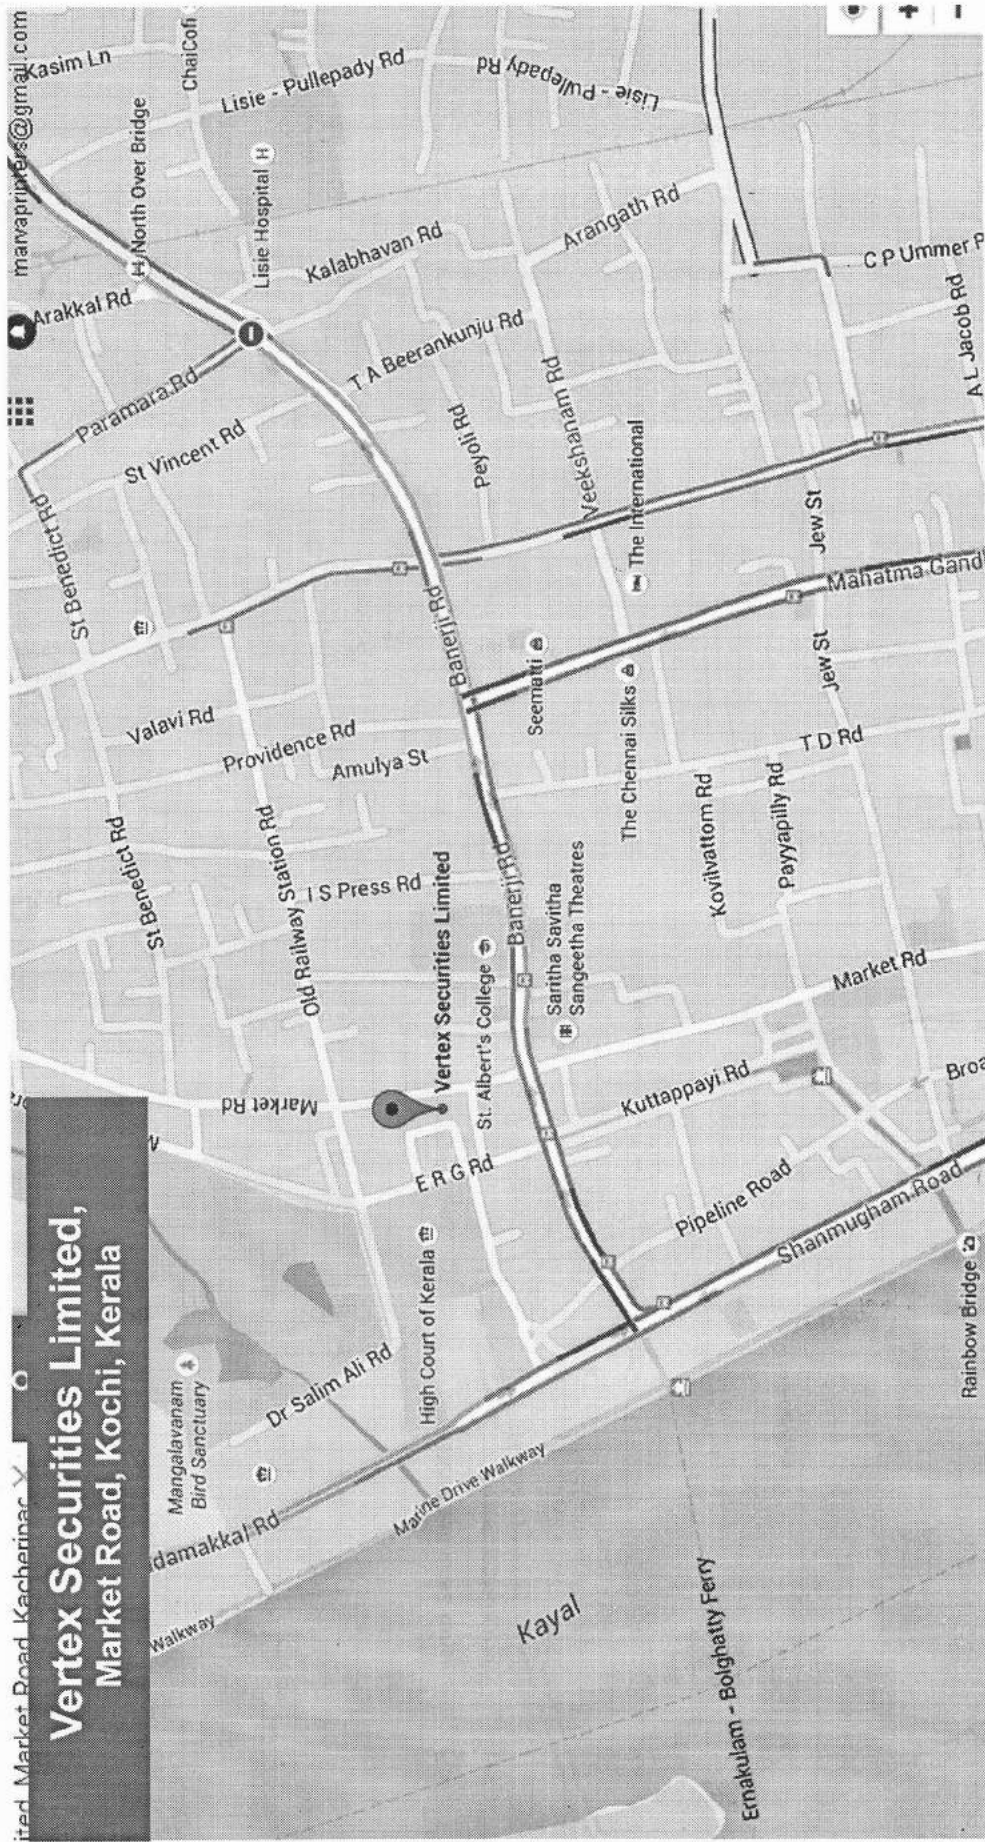 ited, Market Road, Kacheripac
marvaprinters@gmail.com
Vertex Securities Limited,
Market Road, Kochi, Kerala
Kasim Ln
ChaiCofi
North Over Bridge
Arakkal Rd
Lisie - Pullepady Rd
Lisie Hospital
Lisie - Pullepady Rd
Paramara Rd
St Vincent Rd
Kalabhavan Rd
Arangath Rd
T A Beerankunju Rd
C P Ummer
St Benedict Rd
Peyoli Rd
Veekshanam Rd
A L Jacob Rd
The International
Jew St
Banerji Rd
Mahatma Gand
Valavi Rd
Providence Rd
Amulya St
Seematti
The Chennai Silks
Jew St
T D Rd
St Benedict Rd
Old Railway Station Rd
I S Press Rd
Banerji Rd
Kovilvattom Rd
Payyapilly Rd
Vertex Securities Limited
St. Albert's College
Saritha Savitha
Sangeetha Theatres
Market Rd
Market Rd
Kuttappayi Rd
Broa
E R G Rd
Pipeline Road
Shanmugham Road
Mangalavanam
Bird Sanctuary
Dr Salim Ali Rd
High Court of Kerala
Rainbow Bridge
idamakkal Rd
Marine Drive Walkway
Walkway
Kayal
Ernakulam - Bolghatty Ferry